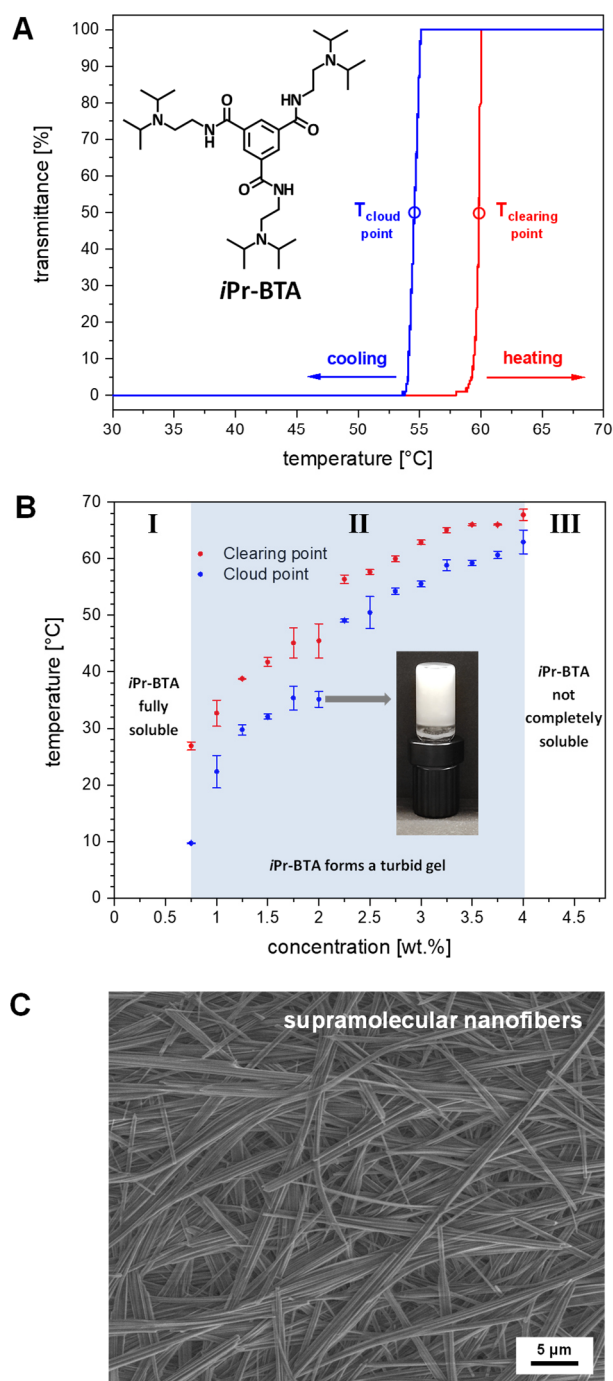 A
100
90
80
70
60
50
40
30
20
10
0
transmittance [%]
N
O
N
H
NH
O
N
O
NH
N
iPr-BTA
T cloud point
T clearing point
cooling
heating
30
35
40
45
50
55
60
65
70
temperature [°C]
B
70
60
50
40
30
20
10
0
temperature [°C]
I
II
III
Clearing point
Cloud point
iPr-BTA
fully
soluble
iPr-BTA
not
completely
soluble
iPr-BTA forms a turbid gel
0
0.5
1
1.5
2
2.5
3
3.5
4
4.5
concentration [wt.%]
C
supramolecular nanofibers
5 µm